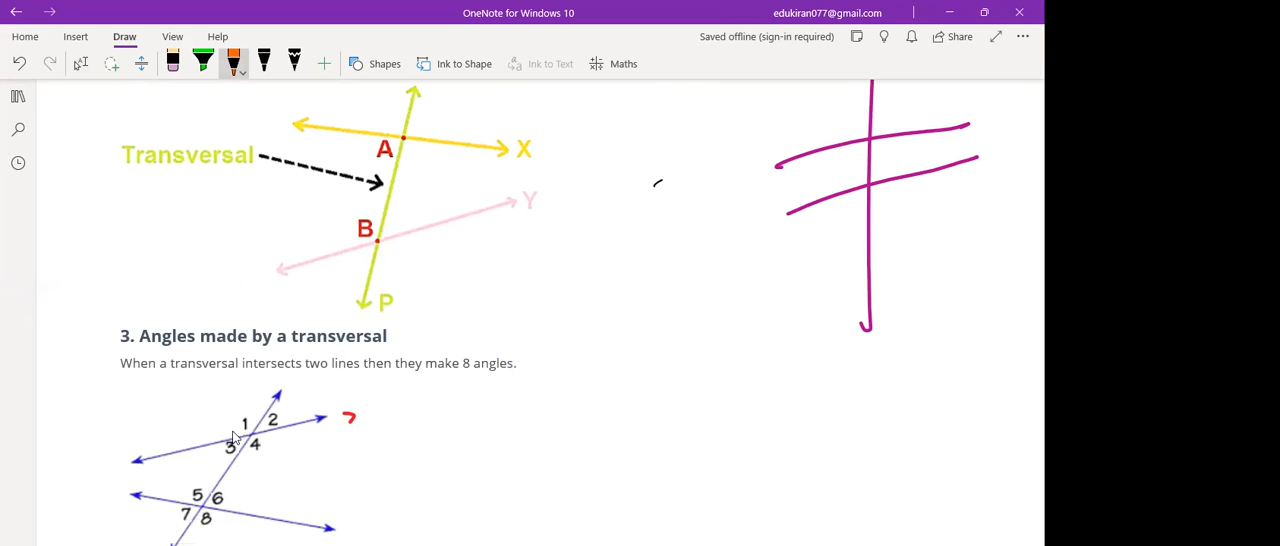 OneNote for Windows 10
edukiran077@gmail.com
Home Insert Draw View Help
Saved offline (sign-in required)
Share
Shapes
Ink to Shape
Ink to Text
Maths
A
X
Transversal
B
Y
P
3. Angles made by a transversal
When a transversal intersects two lines then they make 8 angles.
1 2
3 4
5 6
7 8